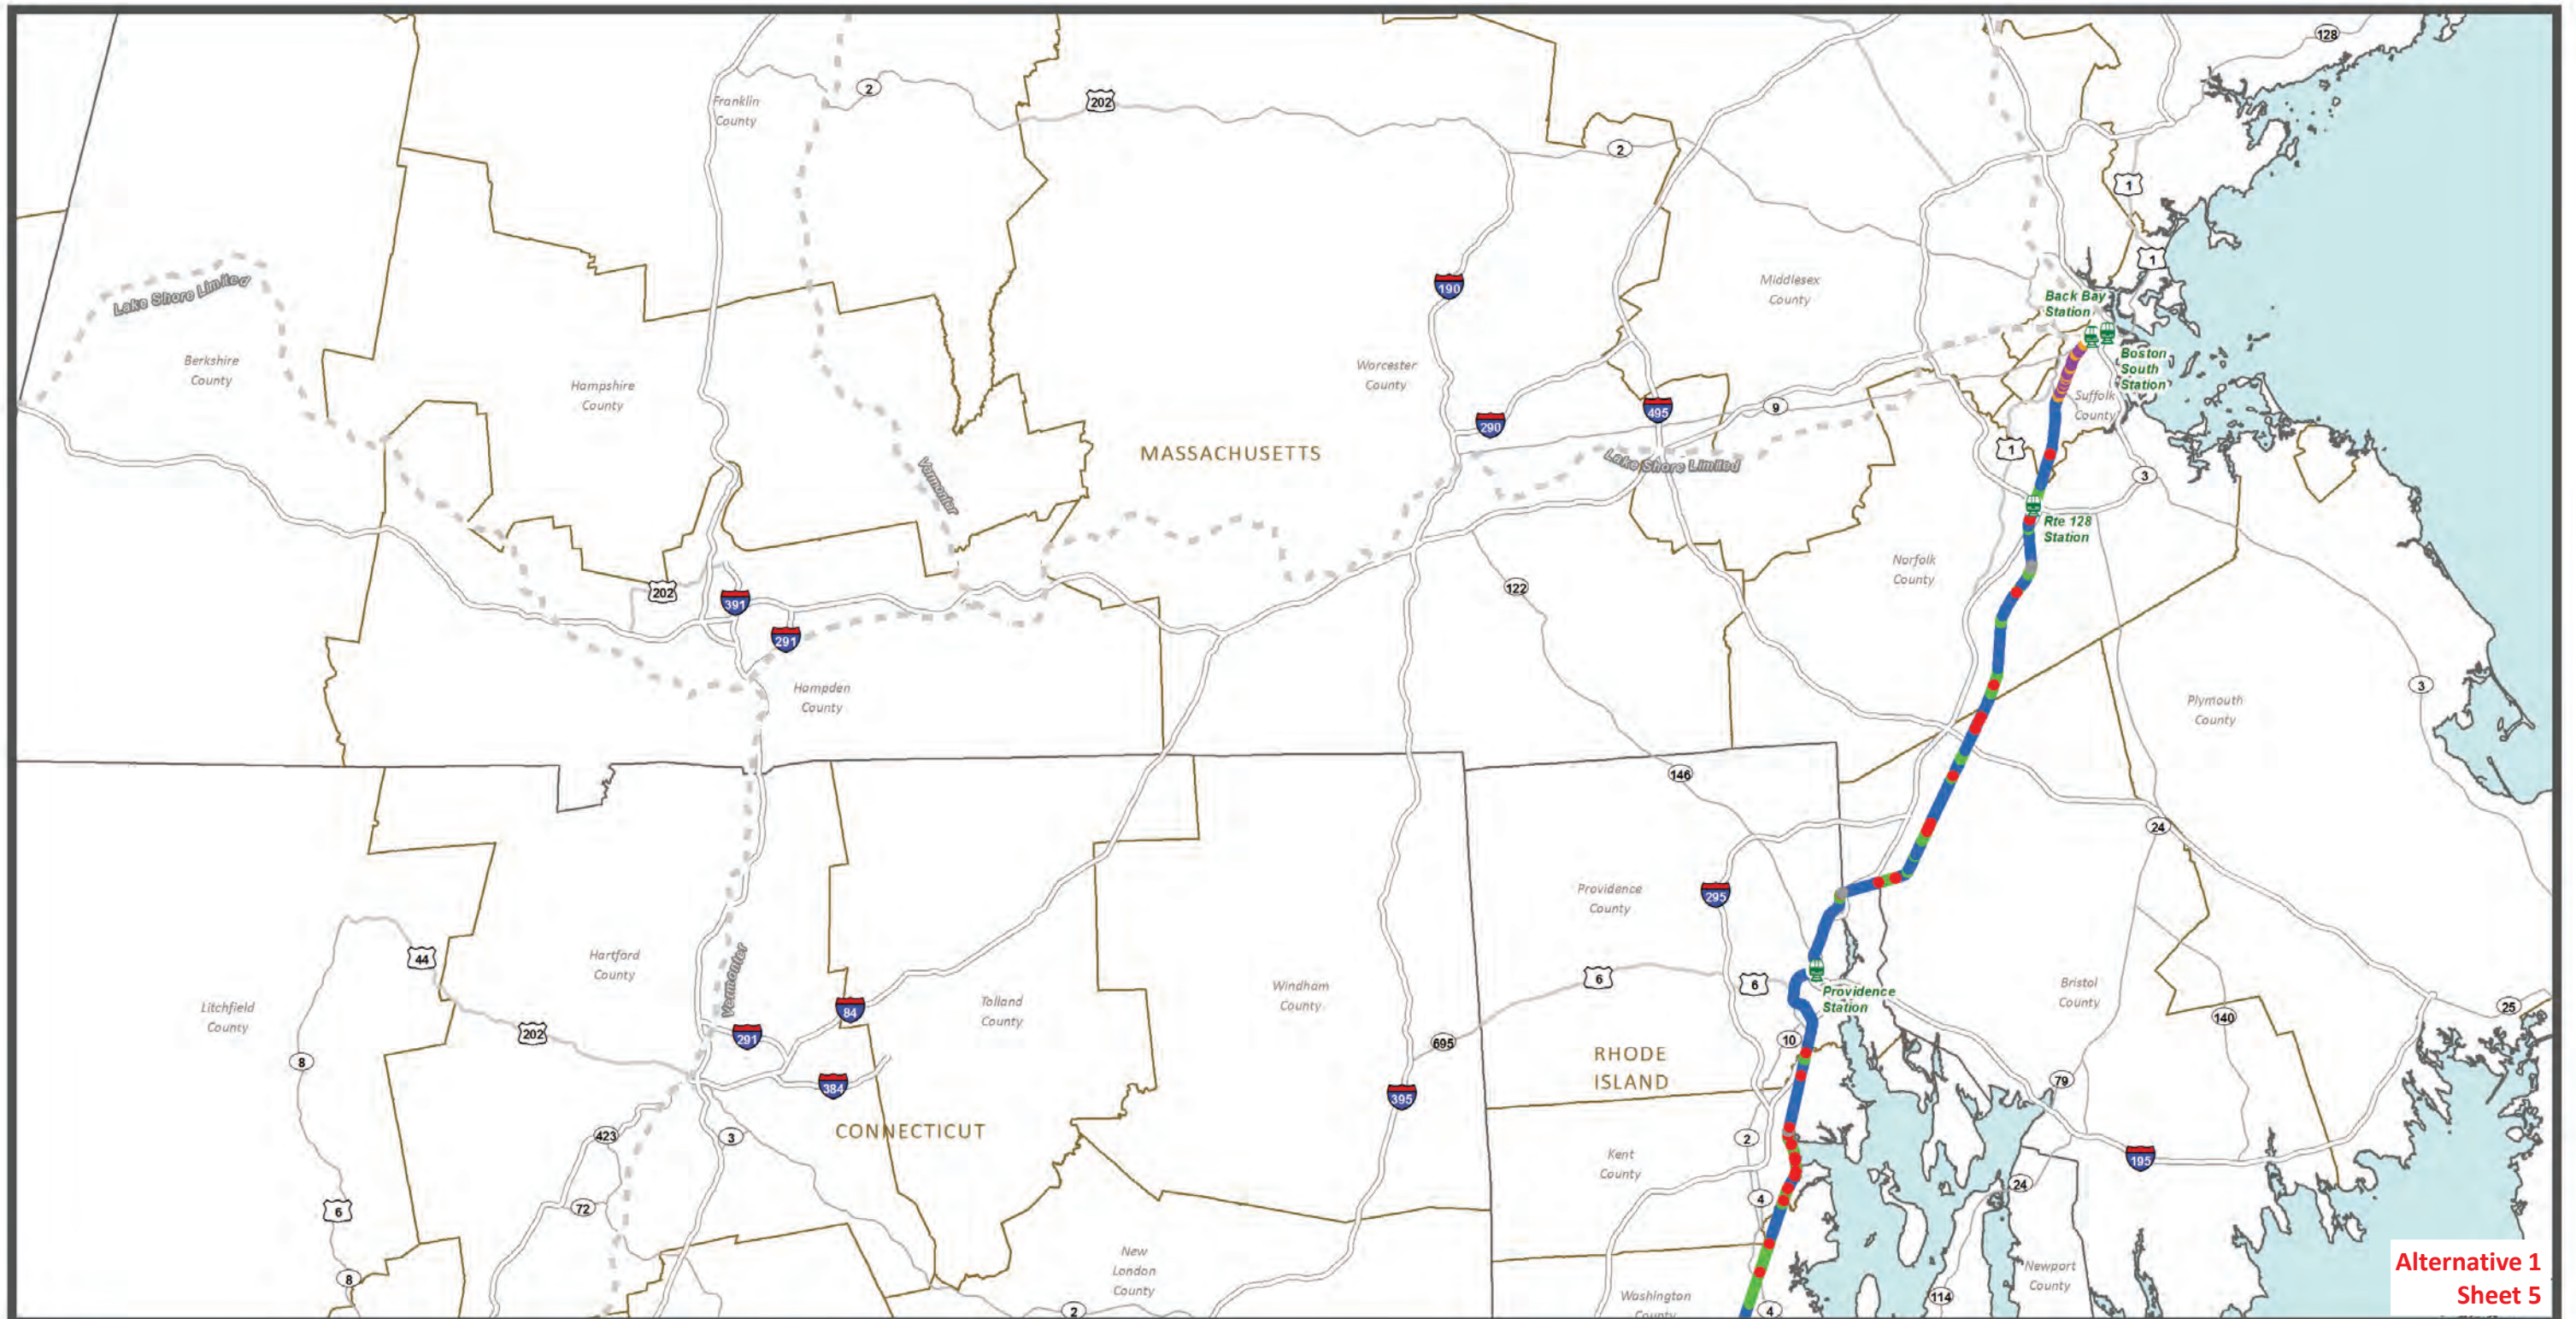 128
Franklin
County
2
202
2
1
1
Lake Shore Limited
190
Middlesex
County
Back Bay
Station
Berkshire
County
Hampshire
County
Worcester
County
Boston
South
Station
Suffolk
County
MASSACHUSETTS
290
495
9
1
Lake Shore Limited
Vermonter
3
Rte 128
Station
Norfolk
County
202
391
291
122
Hampden
County
Plymouth
County
3
146
24
Providence
County
295
44
Hartford
County
Vermonter
Litchfield
County
202
291
84
Tolland
County
Windham
County
6
6
Providence
Station
Bristol
County
140
25
8
384
695
10
RHODE
ISLAND
395
79
CONNECTICUT
423
3
2
Kent
County
195
6
72
4
24
8
New
London
County
2
Washington
County
4
114
Newport
County
Alternative 1
Sheet 5